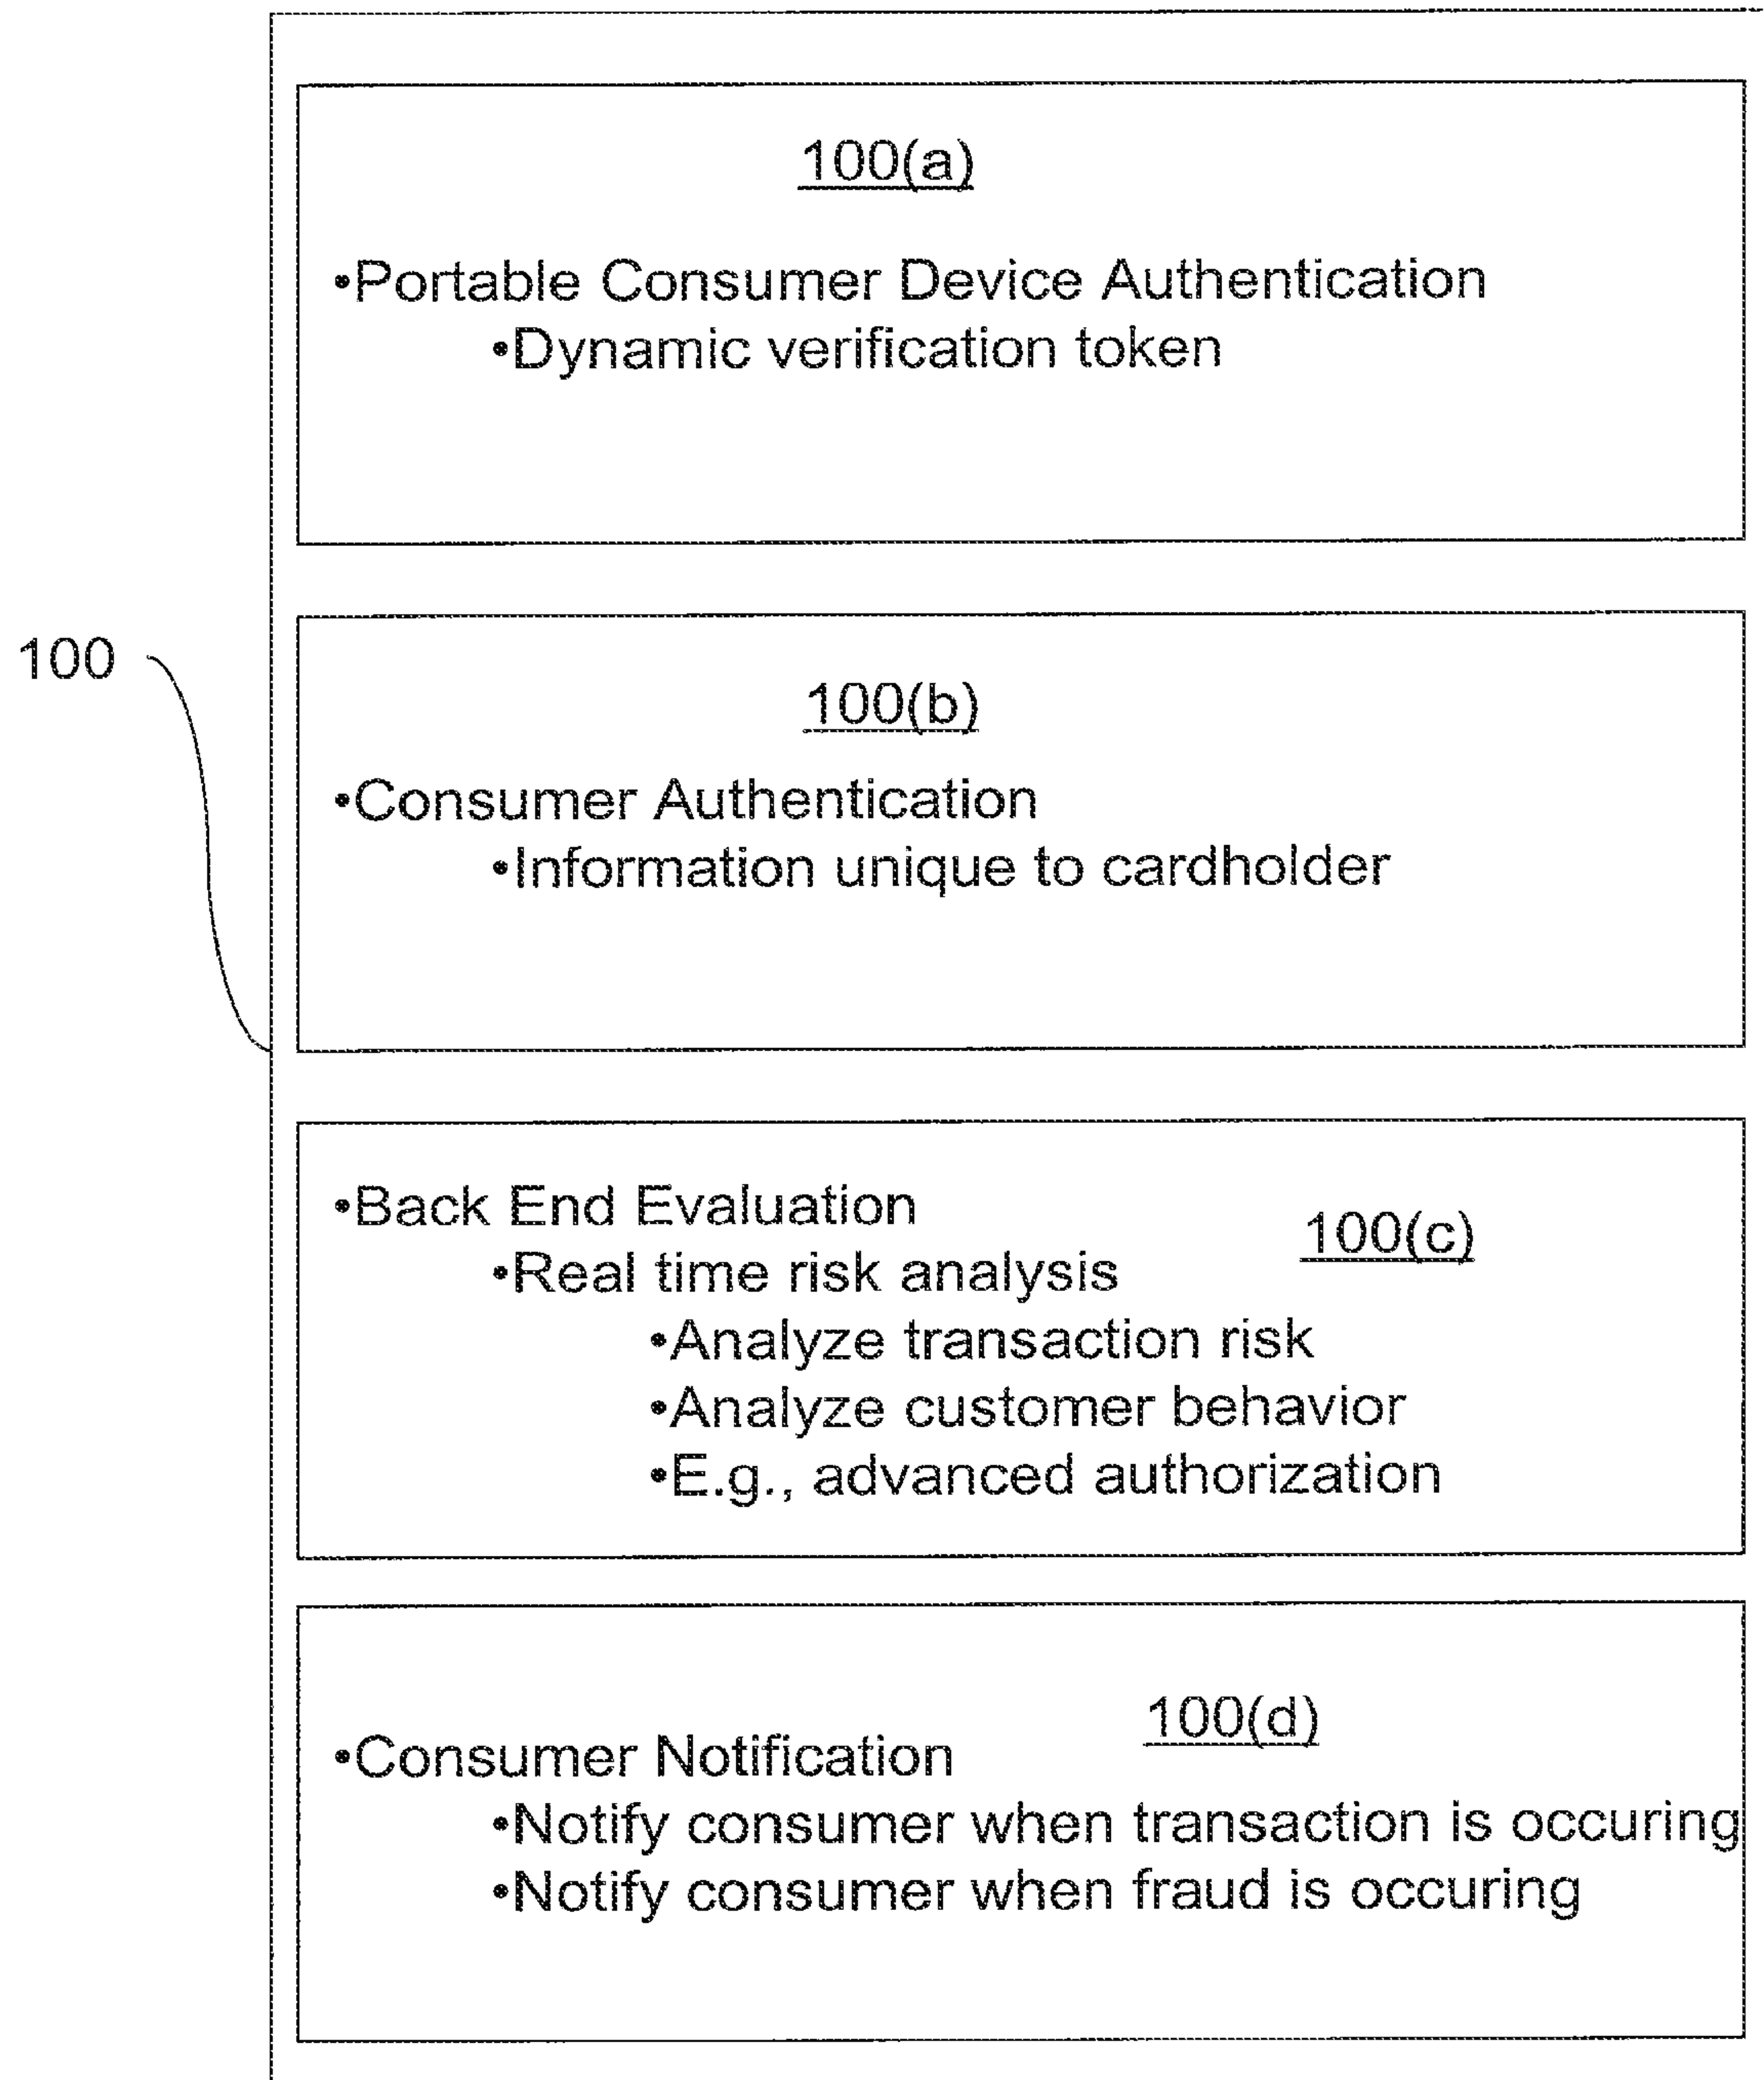 100(a)
•Portable Consumer Device Authentication
•Dynamic verification token
100
100(b)
•Consumer Authentication
•Information unique to cardholder
•Back End Evaluation
100(c)
•Real time risk analysis
•Analyze transaction risk
•Analyze customer behavior
•E.g., advanced authorization
100(d)
•Consumer Notification
•Notify consumer when transaction is occuring
•Notify consumer when fraud is occuring